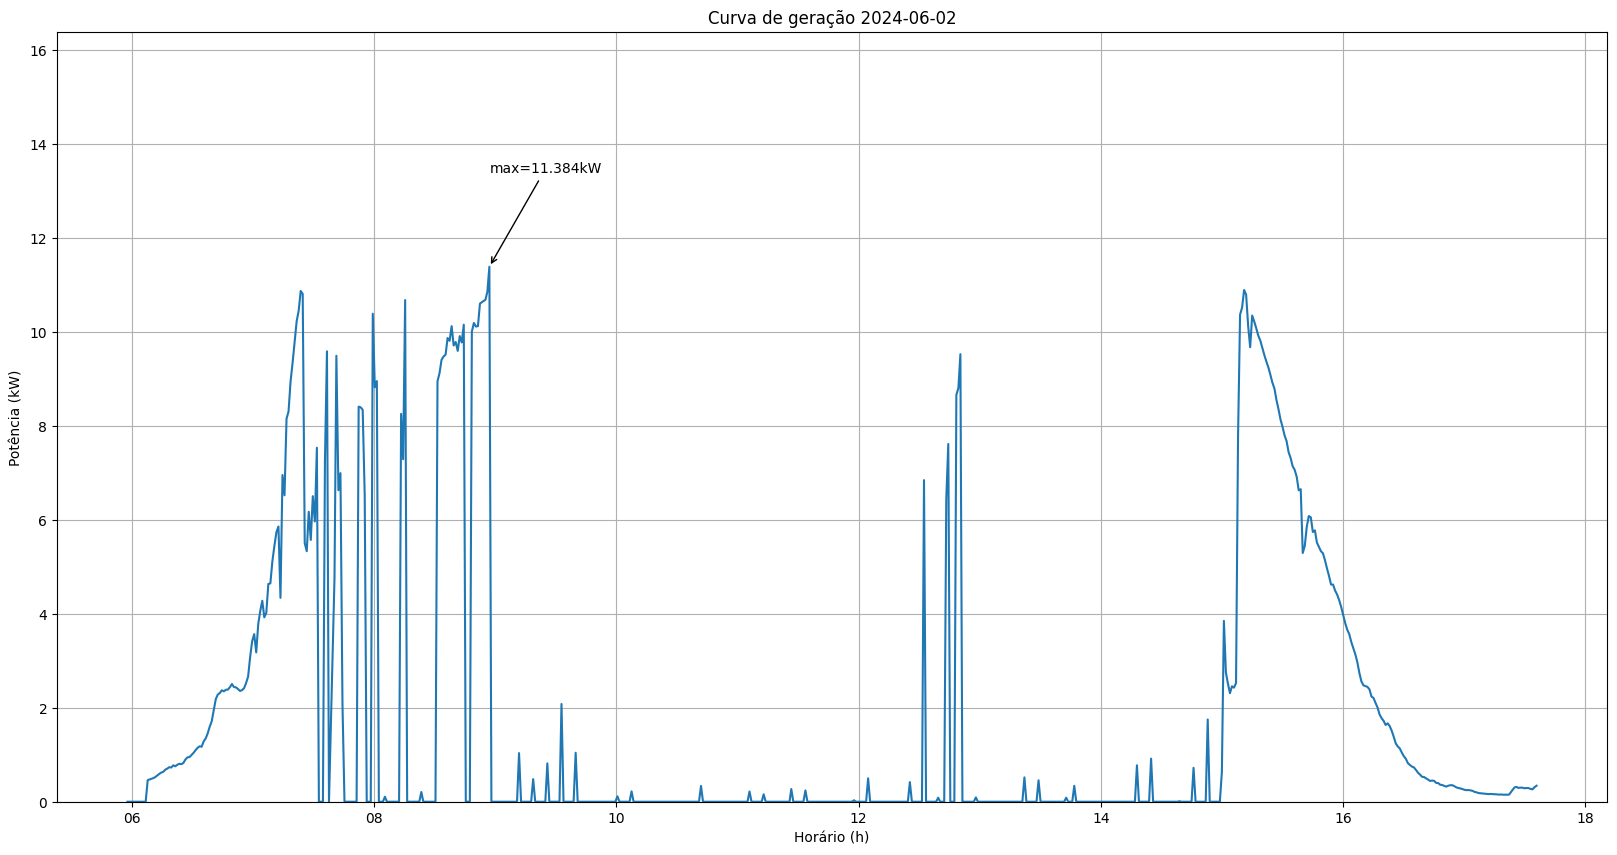 Curva de geração 2024-06-02
16
14
max=11.384kW
12
10
8
6
4
2
0
Potência (kW)
06 08 10 12 14 16 18
Horário (h)